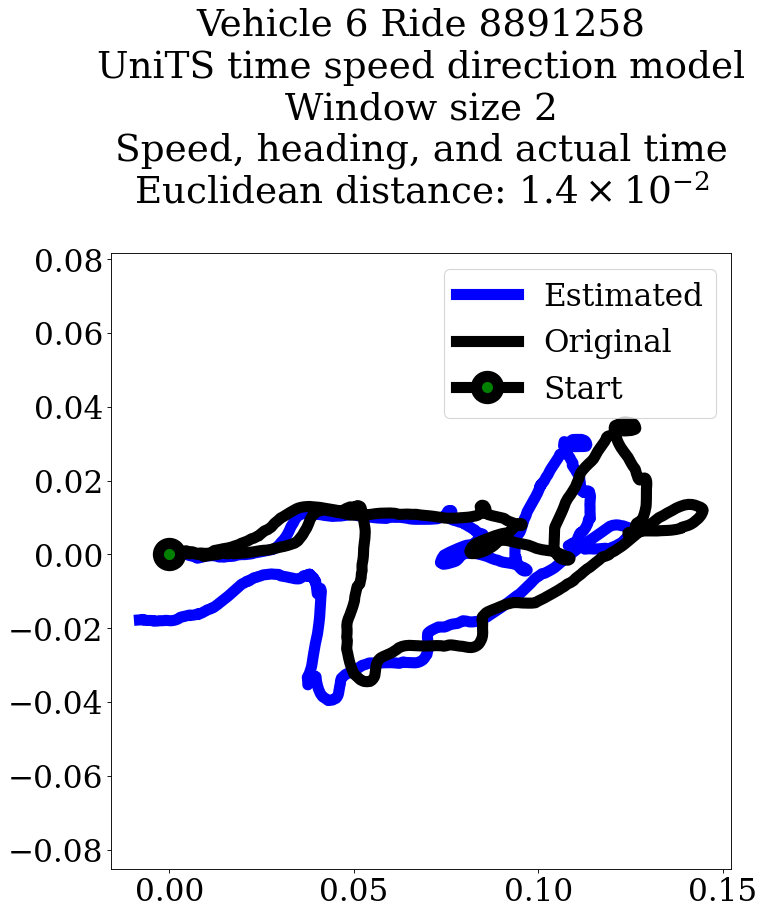 Vehicle 6 Ride 8891258
UniTS time speed direction model
Window size 2
Speed, heading, and actual time
Euclidean distance: 1.4 × 10⁻²
Estimated
Original
Start
0.08
0.06
0.04
0.02
0.00
−0.02
−0.04
−0.06
−0.08
0.00 0.05 0.10 0.15